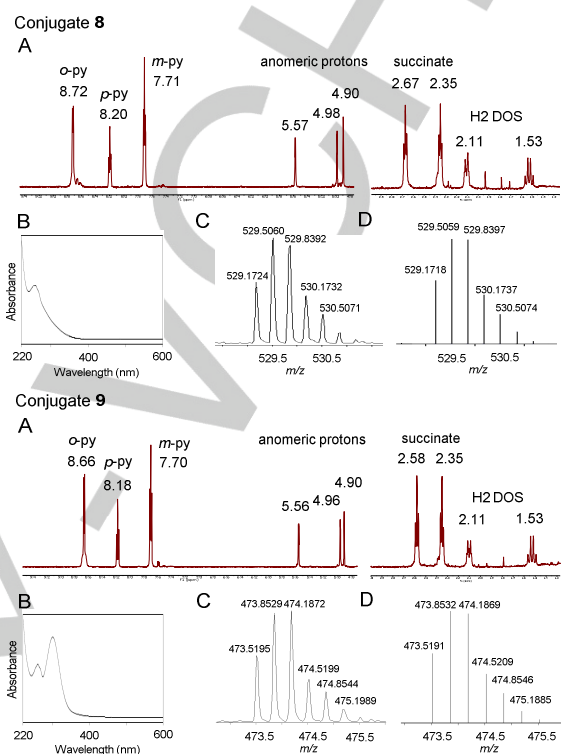 Conjugate 8
A
o-py
8.72
p-py
8.20
m-py
7.71
anomeric protons
5.57
4.98
4.90
succinate
2.67 2.35
H2 DOS
2.11 1.53
B
Absorbance
220 400 600
Wavelength (nm)
C
529.1724
529.5060
529.8392
530.1732
530.5071
529.5 530.5
m/z
D
529.1718
529.5059
529.8397
530.1737
530.5074
529.5 530.5
m/z
Conjugate 9
A
o-py
8.66
p-py
8.18
m-py
7.70
anomeric protons
5.56
4.96
4.90
succinate
2.58 2.35
H2 DOS
2.11 1.53
B
Absorbance
220 400 600
Wavelength (nm)
C
473.5195
473.8529
474.1872
474.5199
474.8544
475.1989
473.5 474.5 475.5
m/z
D
473.5191
473.8532
474.1869
474.5209
474.8546
475.1885
473.5 474.5 475.5
m/z